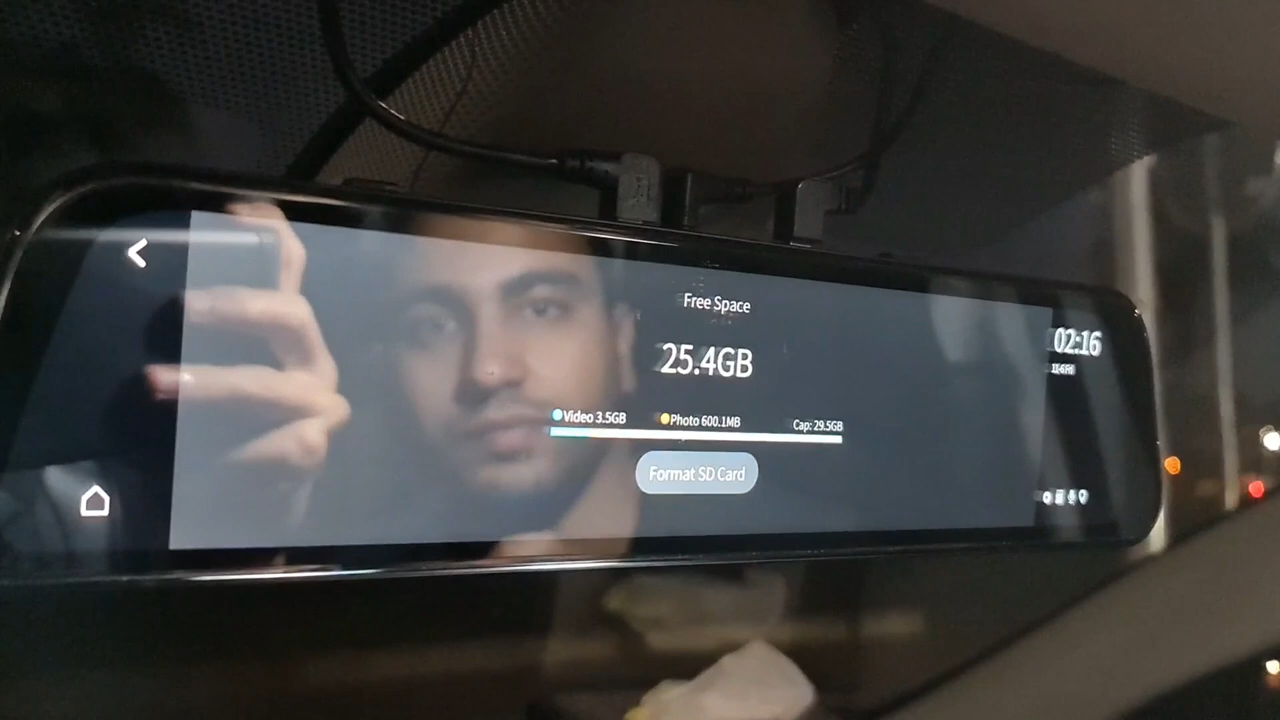 Free Space
25.4GB
Video 3.5GB Photo 600.1MB Cap: 29.5GB
Format SD Card
02:16